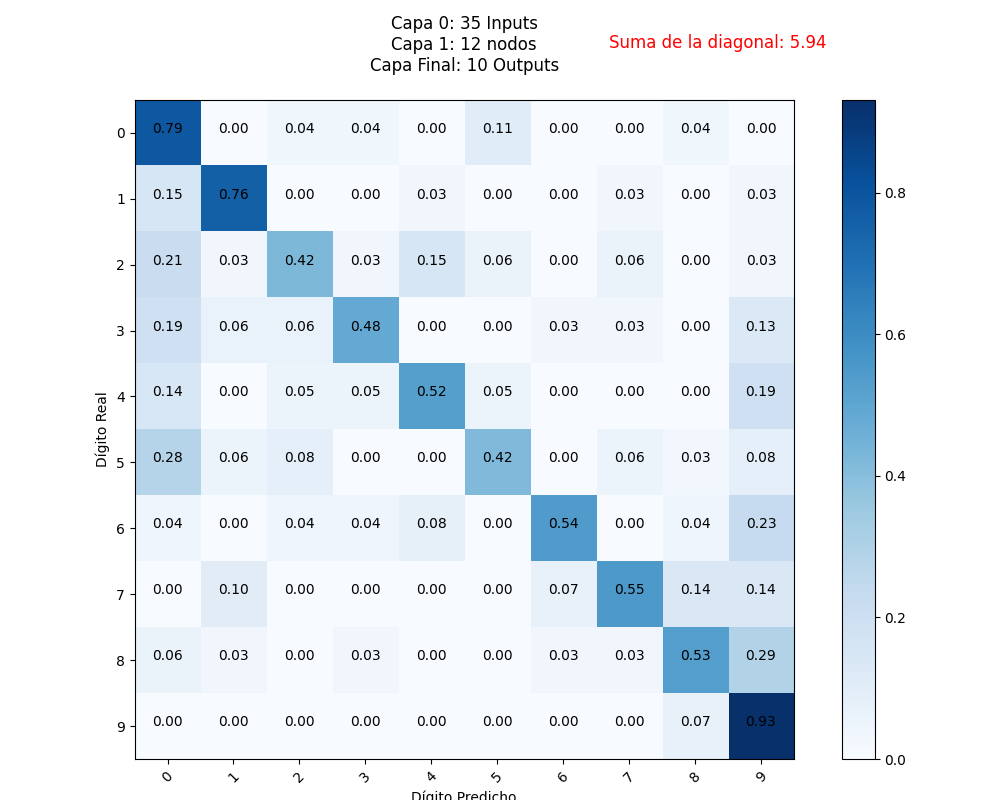 Capa 0: 35 Inputs
Capa 1: 12 nodos
Capa Final: 10 Outputs
Suma de la diagonal: 5.94
0 0.79 0.00 0.04 0.04 0.00 0.11 0.00 0.00 0.04 0.00
1 0.15 0.76 0.00 0.00 0.03 0.00 0.00 0.03 0.00 0.03
2 0.21 0.03 0.42 0.03 0.15 0.06 0.00 0.06 0.00 0.03
3 0.19 0.06 0.06 0.48 0.00 0.00 0.03 0.03 0.00 0.13
4 0.14 0.00 0.05 0.05 0.52 0.05 0.00 0.00 0.00 0.19
5 0.28 0.06 0.08 0.00 0.00 0.42 0.00 0.06 0.03 0.08
6 0.04 0.00 0.04 0.04 0.08 0.00 0.54 0.00 0.04 0.23
7 0.00 0.10 0.00 0.00 0.00 0.00 0.07 0.55 0.14 0.14
8 0.06 0.03 0.00 0.03 0.00 0.00 0.03 0.03 0.53 0.29
9 0.00 0.00 0.00 0.00 0.00 0.00 0.00 0.00 0.07 0.93
0 1 2 3 4 5 6 7 8 9
Dígito Real
Dígito Predicho
0.8
0.6
0.4
0.2
0.0